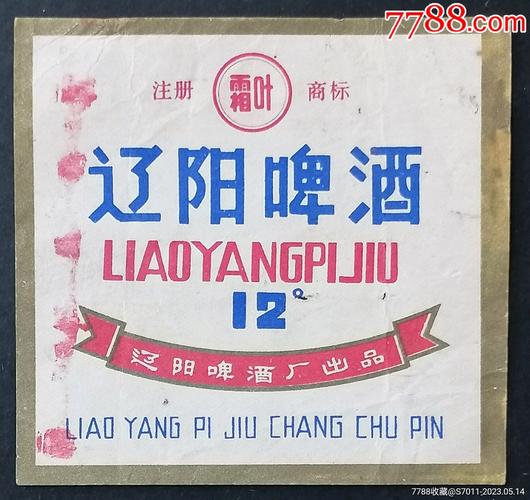 7788.com
注册 霜叶 商标
辽阳啤酒
LIAOYANGPIJIU
12°
辽阳啤酒厂出品
LIAO YANG PI JIU CHANG CHU PIN
7788收藏@S7011-2023.05.14